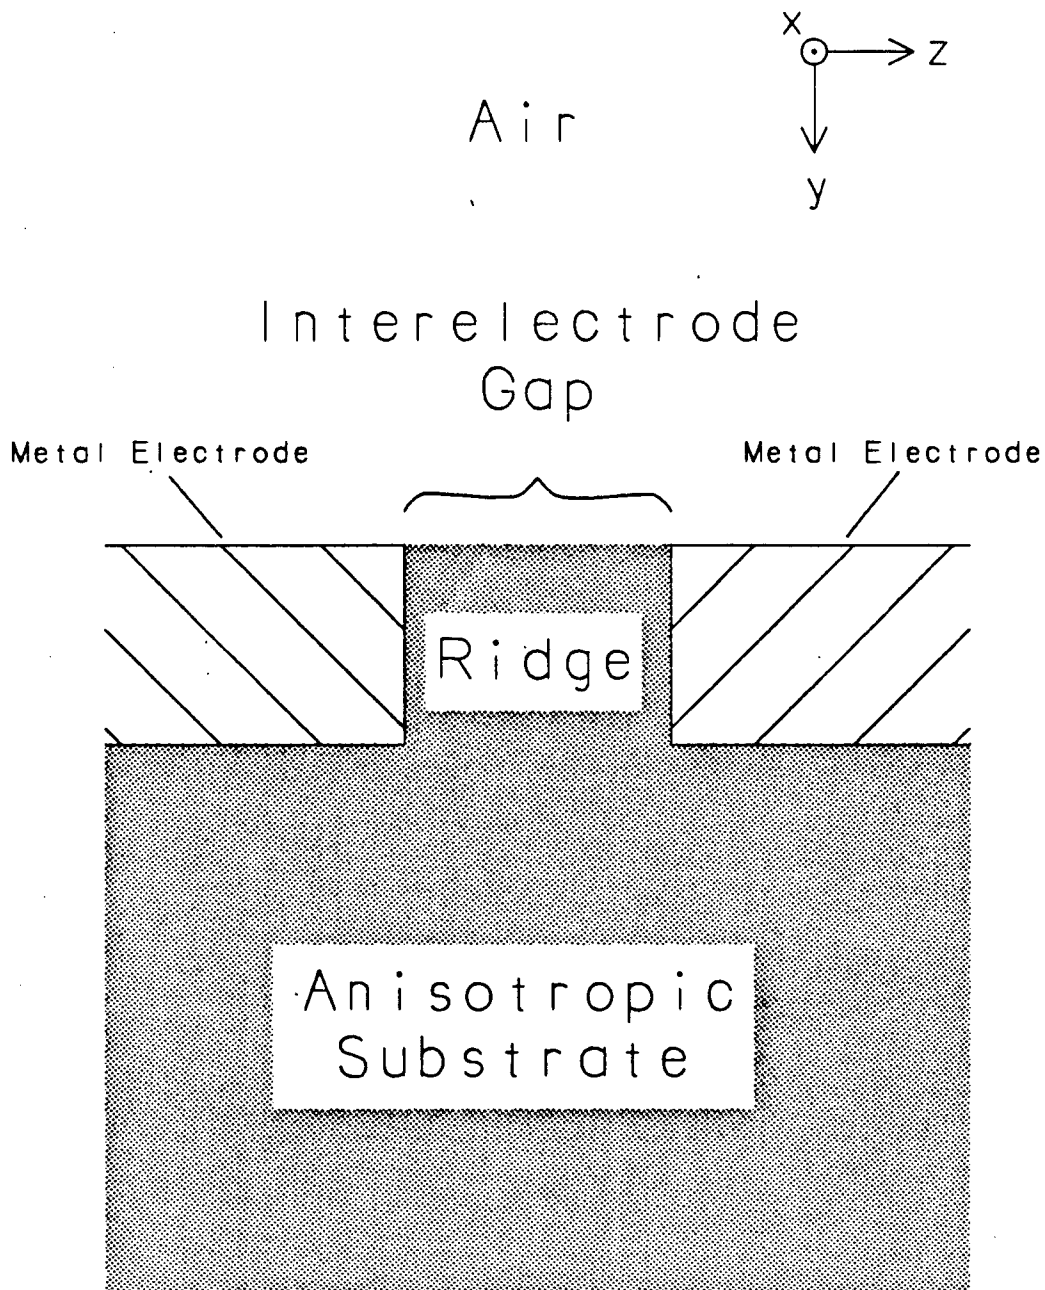 x
z
Air
y
Interelectrode
Gap
Metal Electrode
Metal Electrode
Ridge
Anisotropic
Substrate